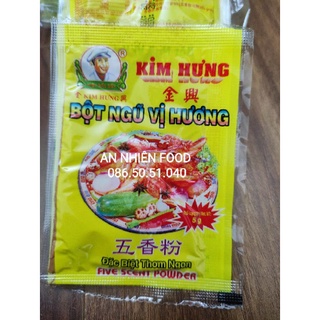 ®
KIM HƯNG
KIM HƯNG
金興
BỘT NGŨ VỊ HƯƠNG
AN NHIÊN FOOD
086.50.51.040
5 g
五香粉
Đặc Biệt Thơm Ngon
FIVE SCENT POWDER